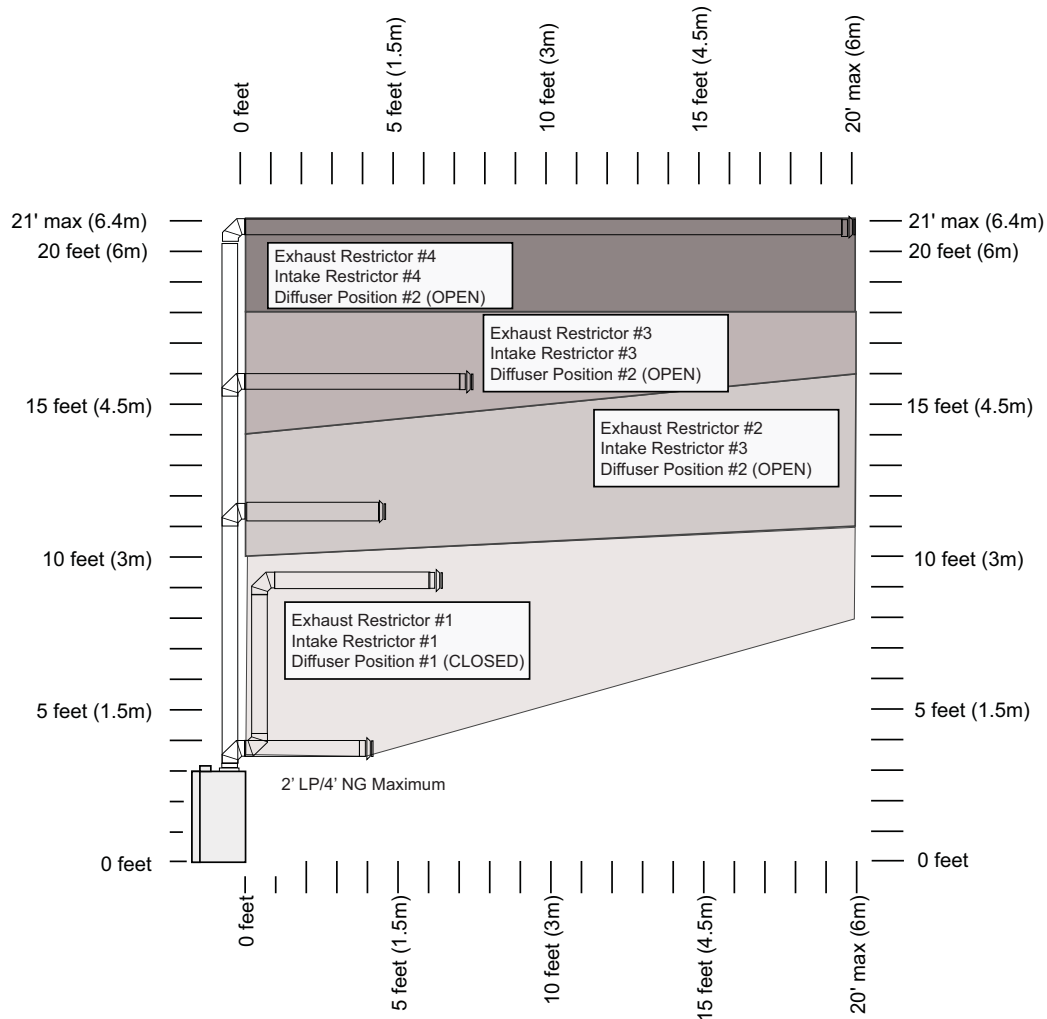 0 feet
5 feet (1.5m)
10 feet (3m)
15 feet (4.5m)
20' max (6m)
21' max (6.4m)
21' max (6.4m)
20 feet (6m)
20 feet (6m)
Exhaust Restrictor #4
Intake Restrictor #4
Diffuser Position #2 (OPEN)
Exhaust Restrictor #3
Intake Restrictor #3
Diffuser Position #2 (OPEN)
15 feet (4.5m)
15 feet (4.5m)
Exhaust Restrictor #2
Intake Restrictor #3
Diffuser Position #2 (OPEN)
10 feet (3m)
10 feet (3m)
Exhaust Restrictor #1
Intake Restrictor #1
Diffuser Position #1 (CLOSED)
5 feet (1.5m)
5 feet (1.5m)
2’ LP/4’ NG Maximum
0 feet
0 feet
0 feet
5 feet (1.5m)
10 feet (3m)
15 feet (4.5m)
20' max (6m)